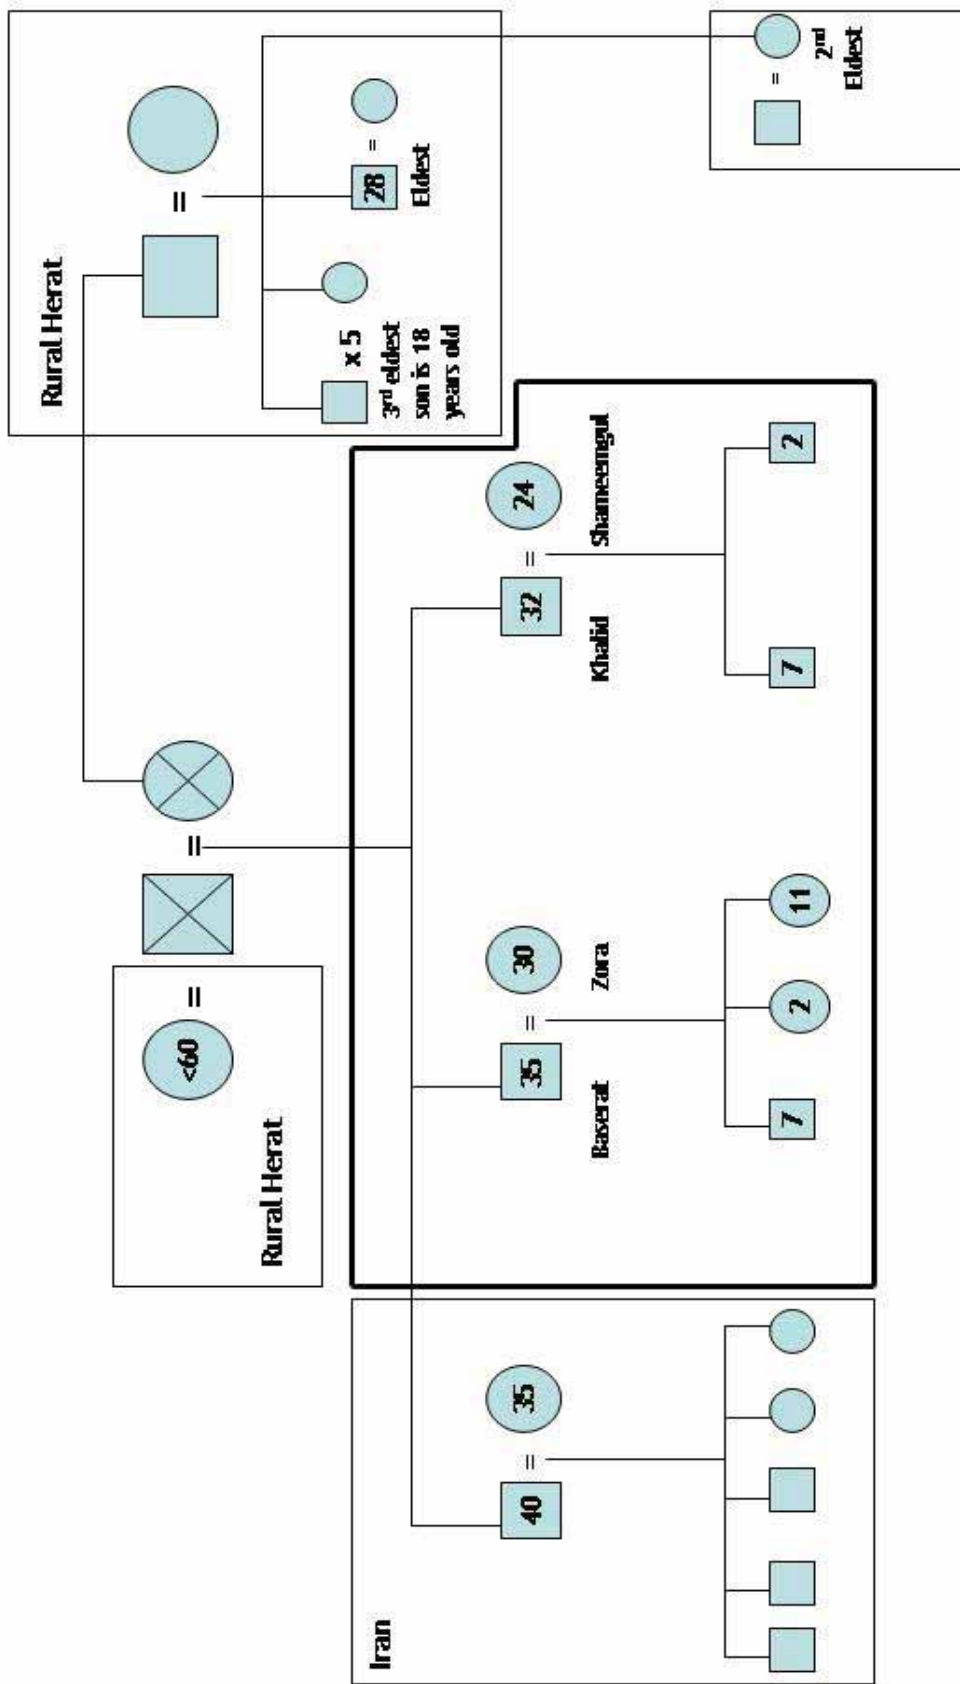 Rural Herat
<60
=
=
Rural Herat
=
28
=
Eldest
x 5
3rd eldest
son is 18
years old
=
2nd
Eldest
Iran
40
=
35
35
=
30
Baserat
Zora
32
=
24
Khalid
Shameemgul
7
2
11
7
2